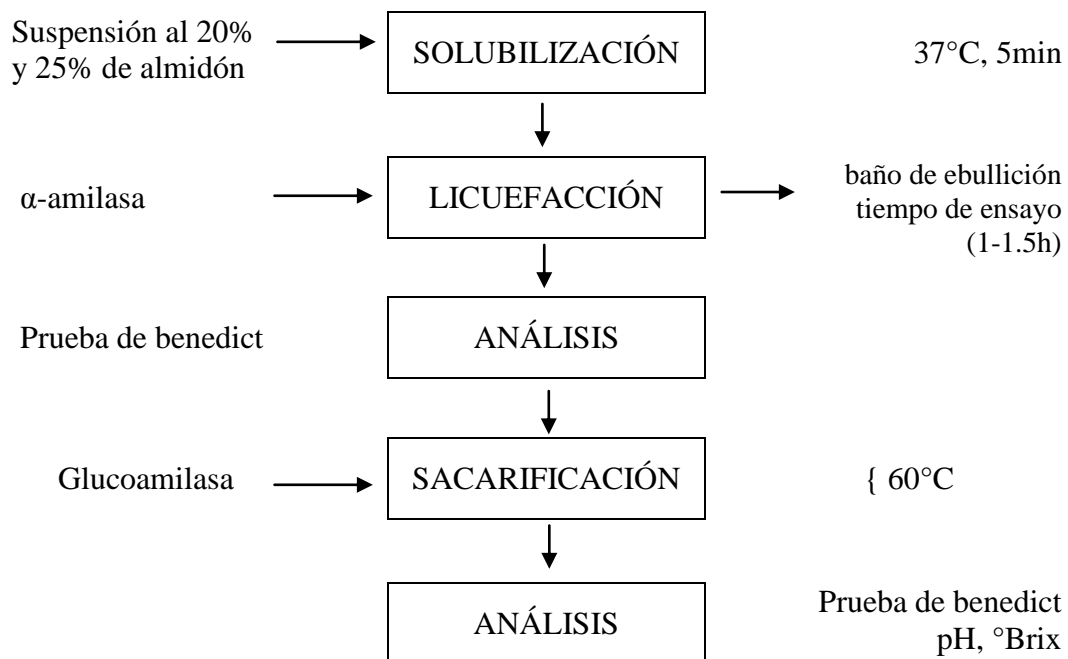 Suspensión al 20%
y 25% de almidón
SOLUBILIZACIÓN
37°C, 5min
α-amilasa
LICUEFACCIÓN
baño de ebullición
tiempo de ensayo
(1-1.5h)
Prueba de benedict
ANÁLISIS
Glucoamilasa
SACARIFICACIÓN
{ 60°C
ANÁLISIS
Prueba de benedict
pH, °Brix